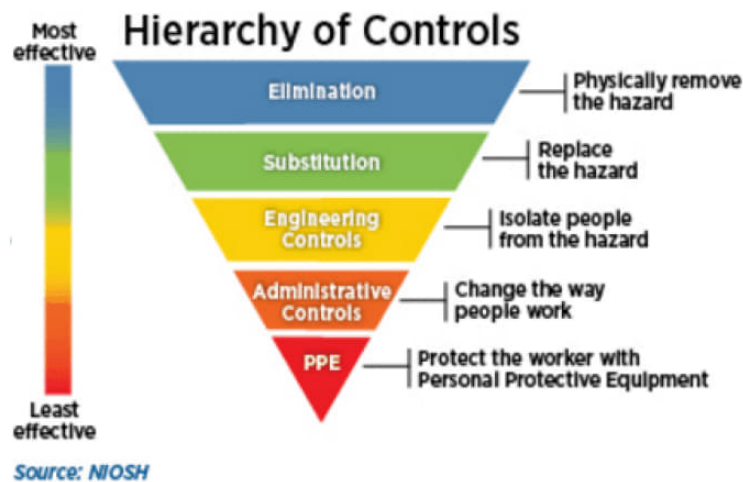 Most
effective
Hierarchy of Controls
Elimination
Physically remove
the hazard
Substitution
Replace
the hazard
Engineering
Controls
Isolate people
from the hazard
Administrative
Controls
Change the way
people work
PPE
Protect the worker with
Personal Protective Equipment
Least
effective
Source: NIOSH